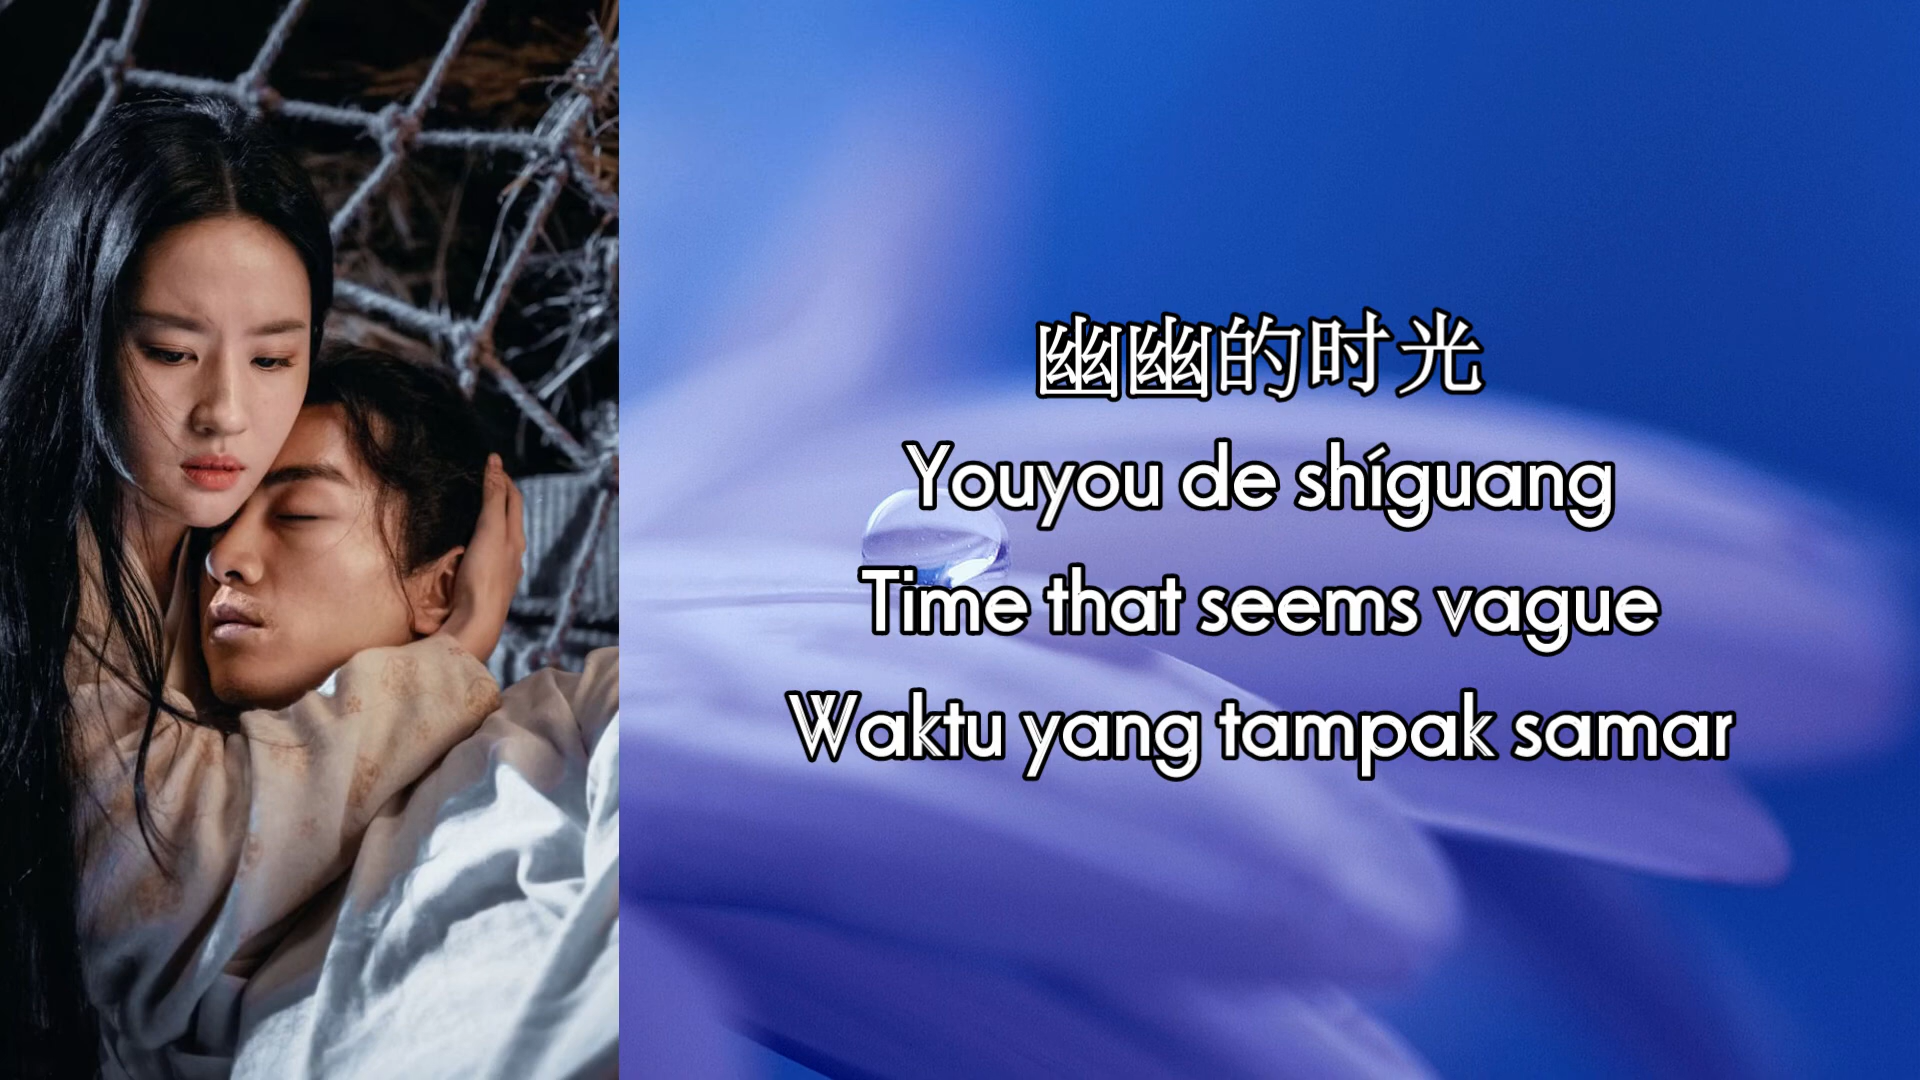 幽幽的时光
Youyou de shíguang
Time that seems vague
Waktu yang tampak samar